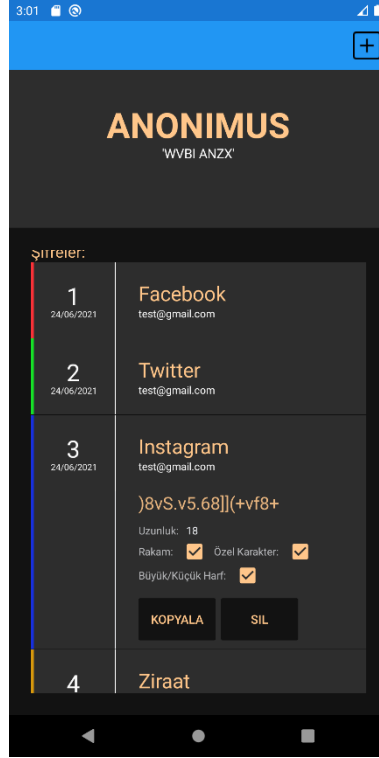 3:01
ANONIMUS
'WVBI ANZX'
Şifreler:
1
24/06/2021
Facebook
test@gmail.com
2
24/06/2021
Twitter
test@gmail.com
3
24/06/2021
Instagram
test@gmail.com
)8vS.v5.68]](+vf8+
Uzunluk: 18
Rakam: Özel Karakter:
Büyük/Küçük Harf:
KOPYALA SIL
4
Ziraat